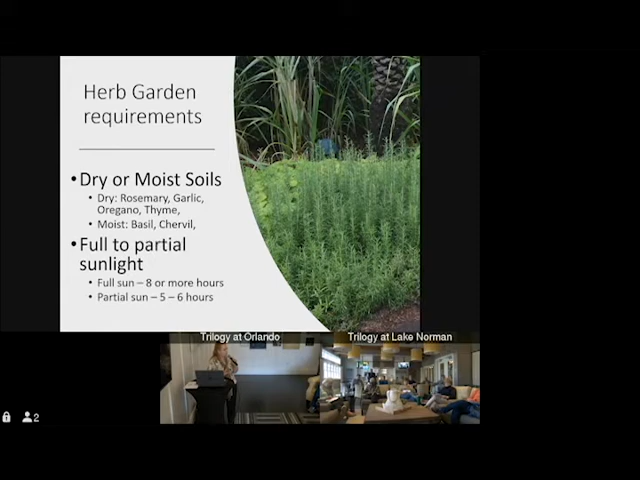 Herb Garden
requirements
•Dry or Moist Soils
• Dry: Rosemary, Garlic,
Oregano, Thyme,
• Moist: Basil, Chervil,
•Full to partial
sunlight
• Full sun – 8 or more hours
• Partial sun – 5 – 6 hours
Trilogy at Orlando
Trilogy at Lake Norman
2